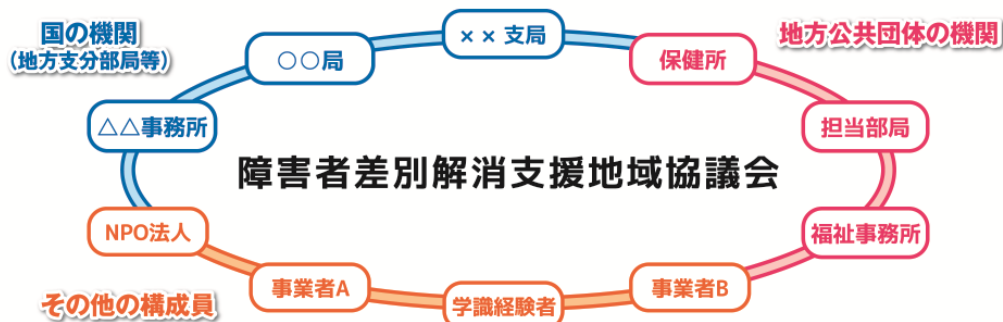 国の機関
(地方支分部局等)
××支局
地方公共団体の機関
○○局
保健所
△△事務所
担当部局
障害者差別解消支援地域協議会
NPO法人
福祉事務所
事業者A
事業者B
その他の構成員
学識経験者